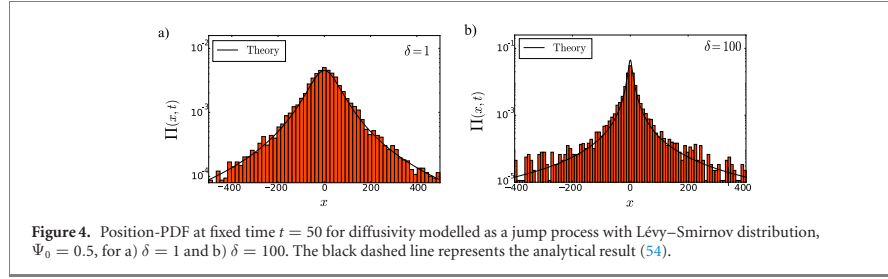 a)
10⁻²
Theory
δ = 1
Π(x, t)
10⁻³
10⁻⁴
−400
−200
0
200
400
x
b)
10⁻¹
Theory
δ = 100
Π(x, t)
10⁻³
10⁻⁵
−400
−200
0
200
400
x
Figure 4. Position-PDF at fixed time t = 50 for diffusivity modelled as a jump process with Lévy−Smirnov distribution,
Ψ₀ = 0.5, for a) δ = 1 and b) δ = 100. The black dashed line represents the analytical result (54).